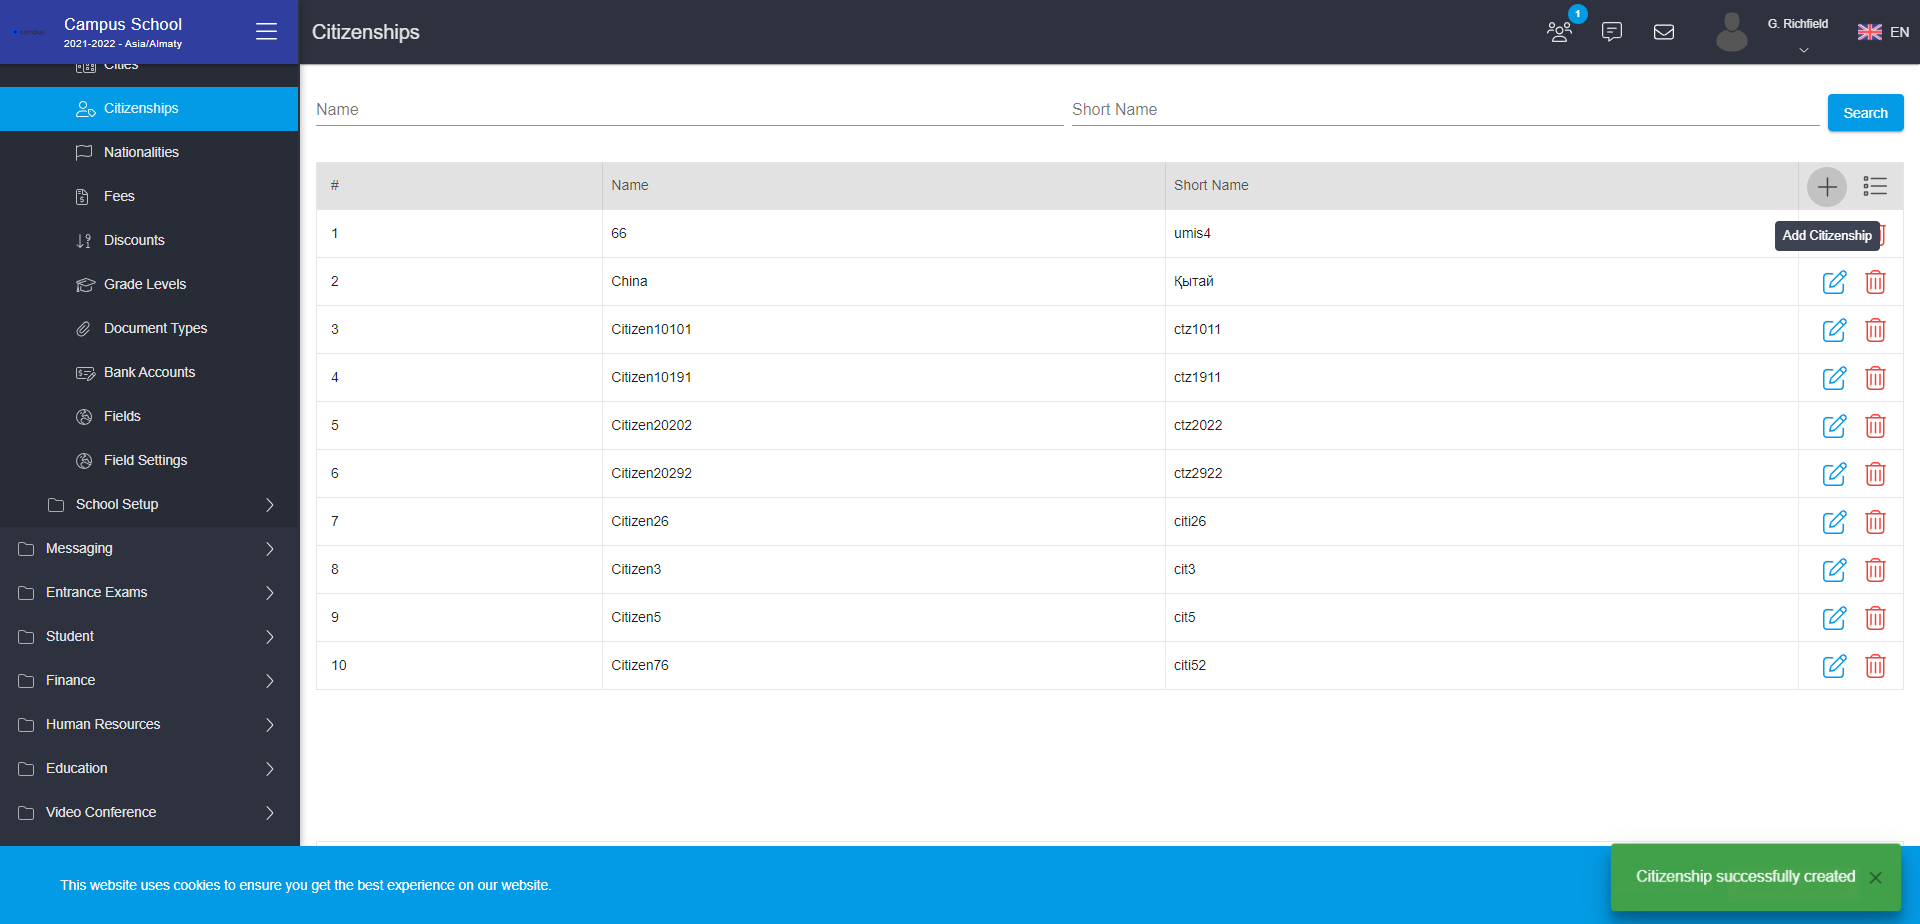 Campus School
2021-2022 - Asia/Almaty
Citizenships
1
G. Richfield
EN
Cities
Citizenships
Nationalities
Fees
Discounts
Grade Levels
Document Types
Bank Accounts
Fields
Field Settings
School Setup
Messaging
Entrance Exams
Student
Finance
Human Resources
Education
Video Conference
Name Short Name Search
# Name Short Name
1 66 umis4
Add Citizenship
2 China Қытай
3 Citizen10101 ctz1011
4 Citizen10191 ctz1911
5 Citizen20202 ctz2022
6 Citizen20292 ctz2922
7 Citizen26 citi26
8 Citizen3 cit3
9 Citizen5 cit5
10 Citizen76 citi52
This website uses cookies to ensure you get the best experience on our website.
Citizenship successfully created